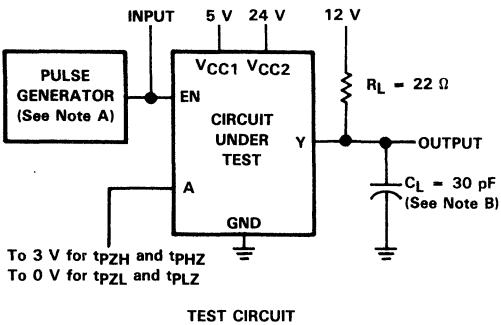 INPUT
5 V 24 V 12 V
PULSE
GENERATOR
(See Note A)
VCC1 VCC2
EN
CIRCUIT
UNDER
TEST
Y
A
GND
RL = 22 Ω
OUTPUT
CL = 30 pF
(See Note B)
To 3 V for tPZH and tPHZ
To 0 V for tPZL and tPLZ
TEST CIRCUIT